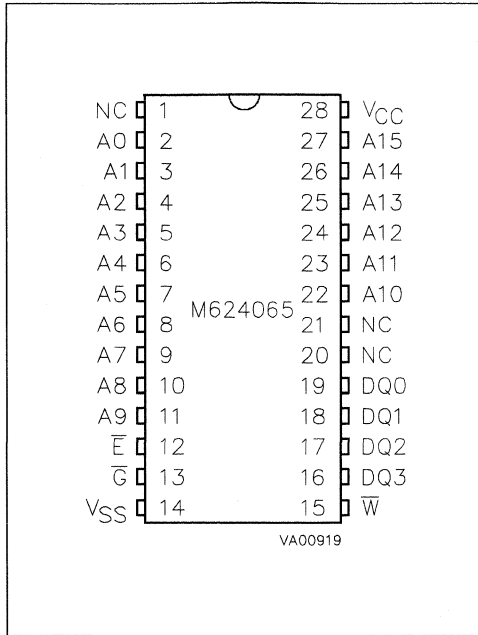 NC 1 28 VCC
A0 2 27 A15
A1 3 26 A14
A2 4 25 A13
A3 5 24 A12
A4 6 23 A11
A5 7 22 A10
M624065
A6 8 21 NC
A7 9 20 NC
A8 10 19 DQ0
A9 11 18 DQ1
E̅ 12 17 DQ2
G̅ 13 16 DQ3
VSS 14 15 W̅
VA00919